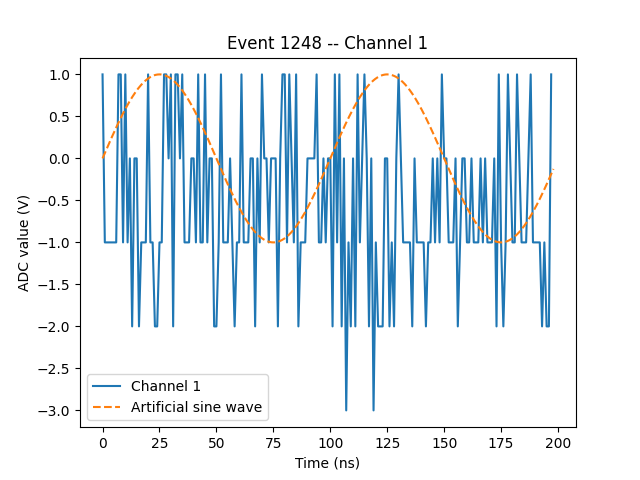 Event 1248 -- Channel 1
1.0
0.5
0.0
−0.5
−1.0
−1.5
−2.0
−2.5
−3.0
ADC value (V)
Channel 1
Artificial sine wave
0 25 50 75 100 125 150 175 200
Time (ns)